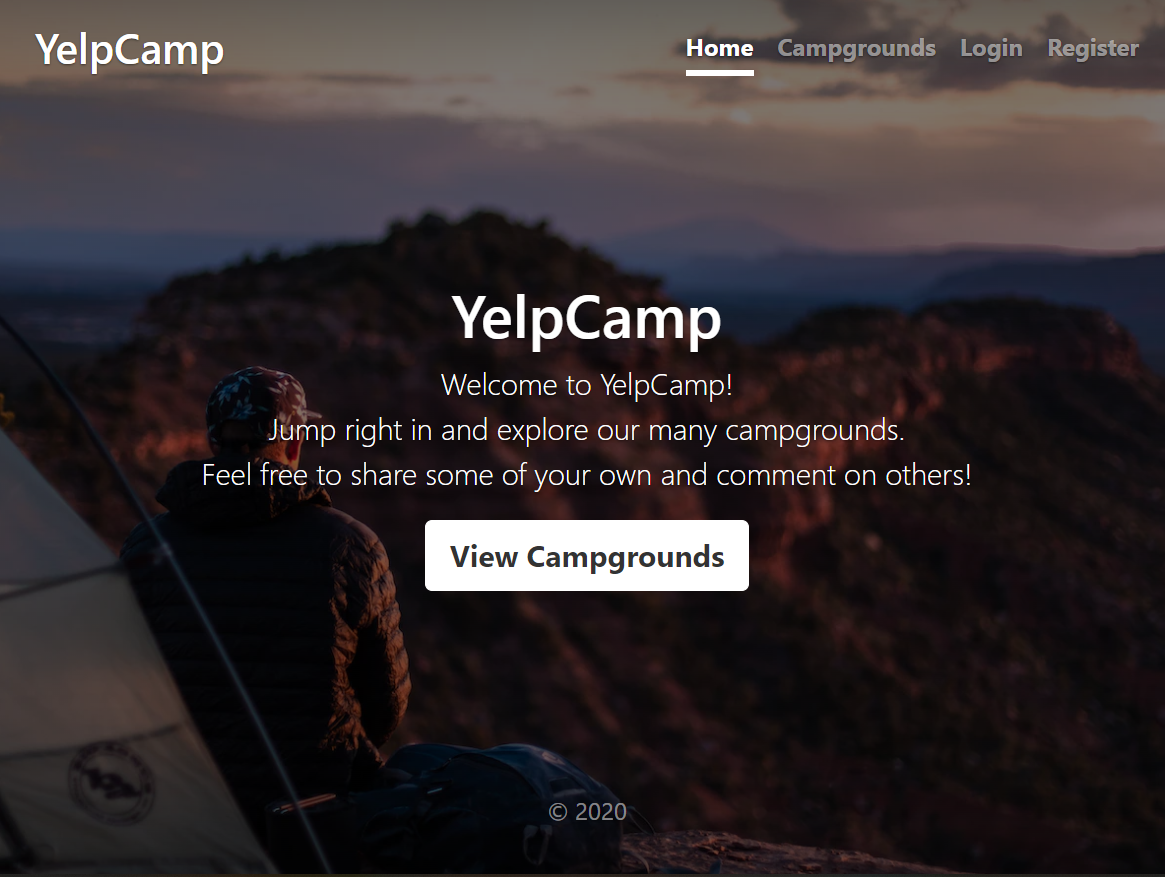 YelpCamp
Home Campgrounds Login Register
YelpCamp
Welcome to YelpCamp!
Jump right in and explore our many campgrounds.
Feel free to share some of your own and comment on others!
View Campgrounds
© 2020